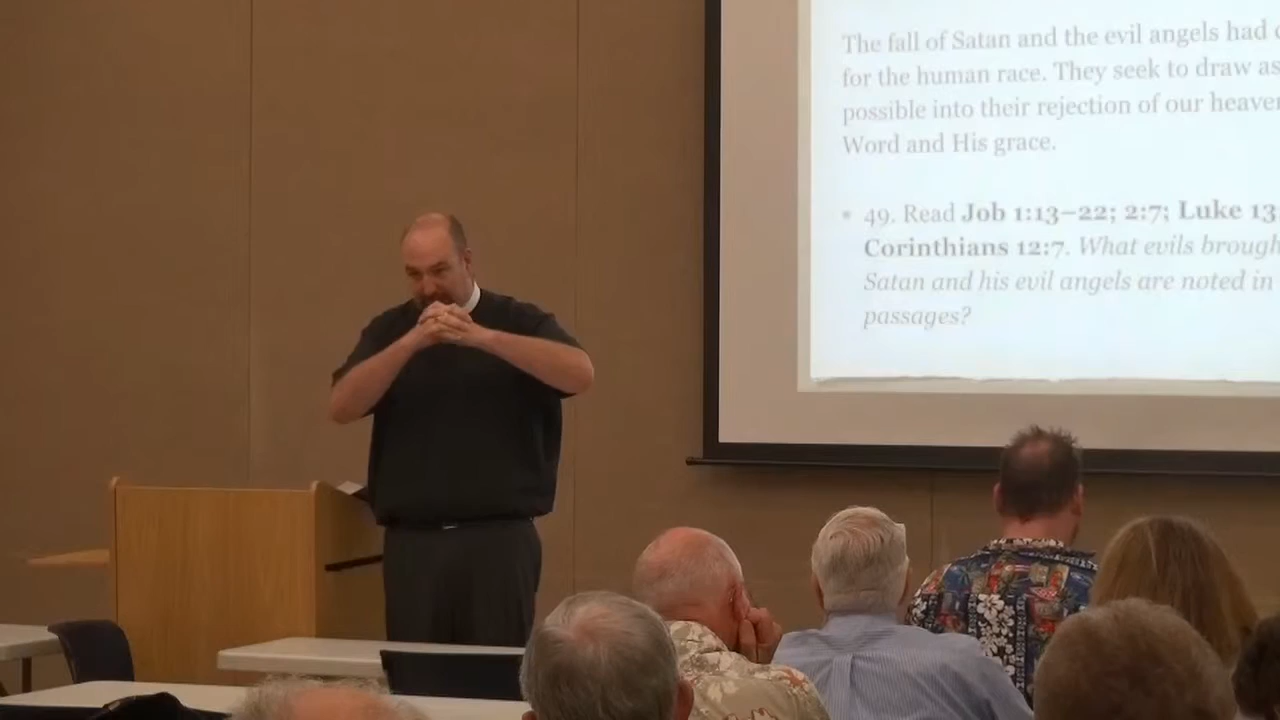 The fall of Satan and the evil angels had
for the human race. They seek to draw as
possible into their rejection of our
Word and His grace.
• 49. Read Job 1:13–22; 2:7; Luke 13
Corinthians 12:7. What evils
Satan and his evil angels are noted in
passages?